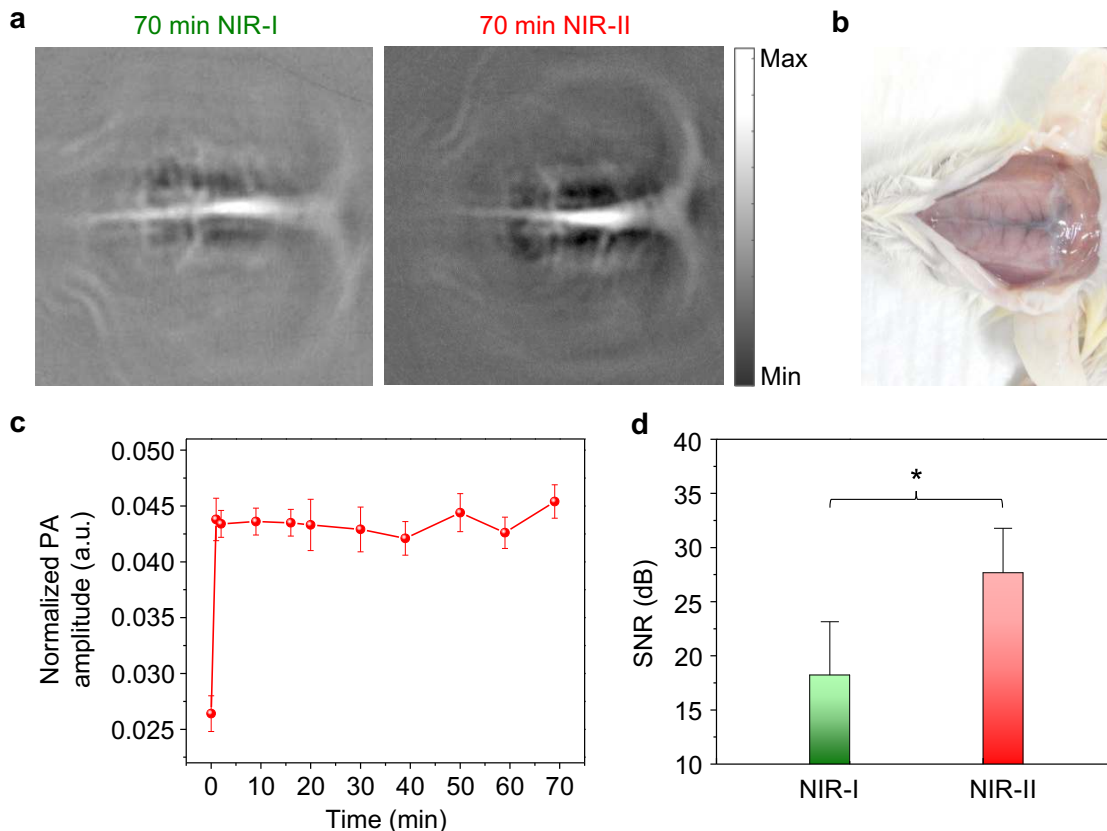 a
70 min NIR-I
70 min NIR-II
Max
Min
b
c
Normalized PA
amplitude (a.u.)
0.050
0.045
0.040
0.035
0.030
0.025
0 10 20 30 40 50 60 70
Time (min)
d
SNR (dB)
40
35
30
25
20
15
10
*
NIR-I NIR-II